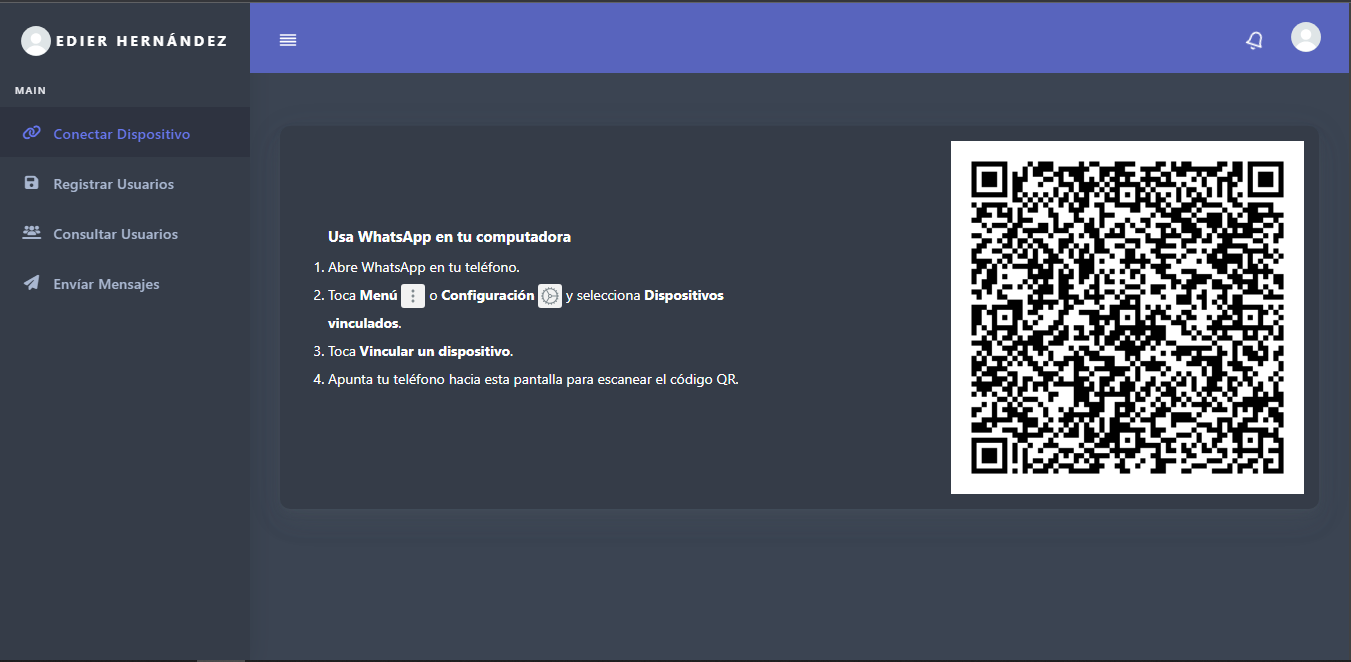 EDIER HERNÁNDEZ
MAIN
Conectar Dispositivo
Registrar Usuarios
Consultar Usuarios
Envíar Mensajes
Usa WhatsApp en tu computadora
1. Abre WhatsApp en tu teléfono.
2. Toca Menú o Configuración y selecciona Dispositivos
vinculados.
3. Toca Vincular un dispositivo.
4. Apunta tu teléfono hacia esta pantalla para escanear el código QR.